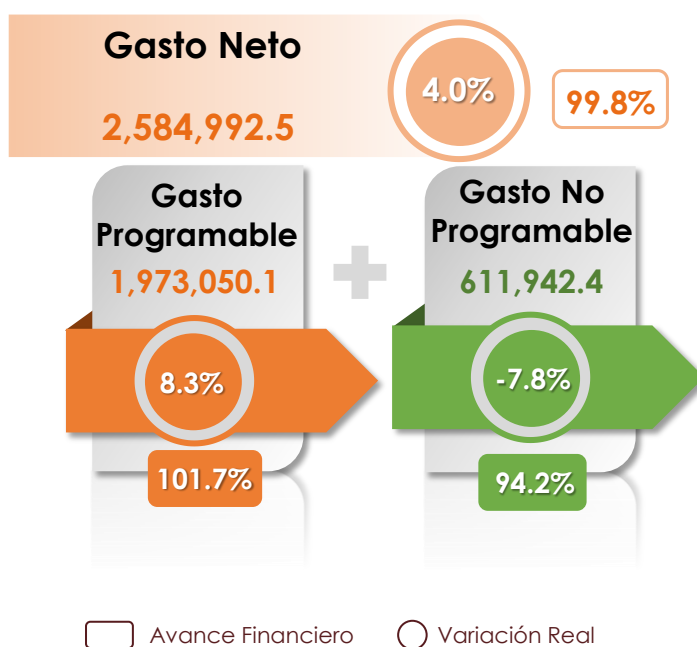 Gasto Neto
4.0%
99.8%
2,584,992.5
Gasto
Programable
1,973,050.1
Gasto No
Programable
611,942.4
8.3%
-7.8%
101.7%
94.2%
Avance Financiero
Variación Real